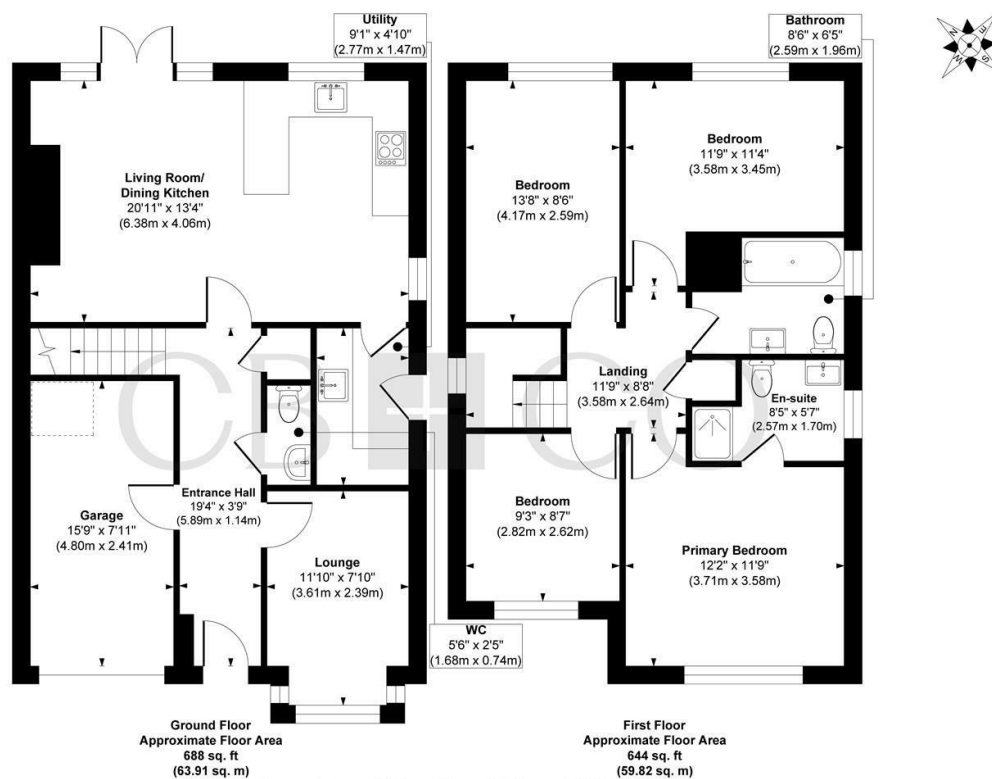 Utility
9'1" x 4'10"
(2.77m x 1.47m)
Bathroom
8'6" x 6'5"
(2.59m x 1.96m)
N
E
S
W
Living Room/
Dining Kitchen
20'11" x 13'4"
(6.38m x 4.06m)
Bedroom
13'8" x 8'6"
(4.17m x 2.59m)
Bedroom
11'9" x 11'4"
(3.58m x 3.45m)
CB CO
Landing
11'9" x 8'8"
(3.58m x 2.64m)
En-suite
8'5" x 5'7"
(2.57m x 1.70m)
Garage
15'9" x 7'11"
(4.80m x 2.41m)
Entrance Hall
19'4" x 3'9"
(5.89m x 1.14m)
Lounge
11'10" x 7'10"
(3.61m x 2.39m)
Bedroom
9'3" x 8'7"
(2.82m x 2.62m)
Primary Bedroom
12'2" x 11'9"
(3.71m x 3.58m)
WC
5'6" x 2'5"
(1.68m x 0.74m)
Ground Floor
Approximate Floor Area
688 sq. ft
(63.91 sq. m)
First Floor
Approximate Floor Area
644 sq. ft
(59.82 sq. m)